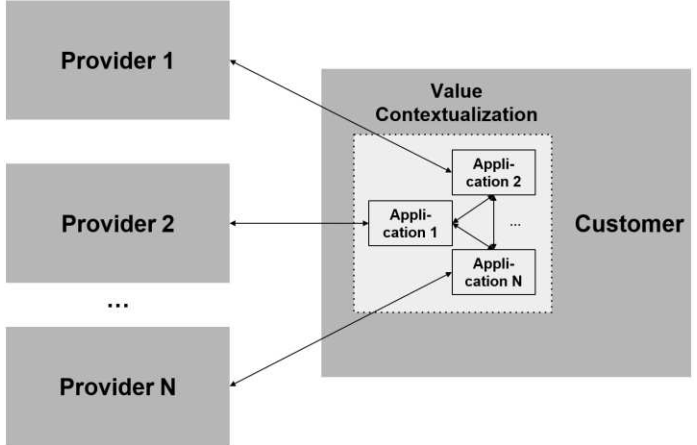 Provider 1
Value
Contextualization
Appli-
cation 2
Provider 2
Appli-
cation 1
...
Customer
Appli-
cation N
...
Provider N